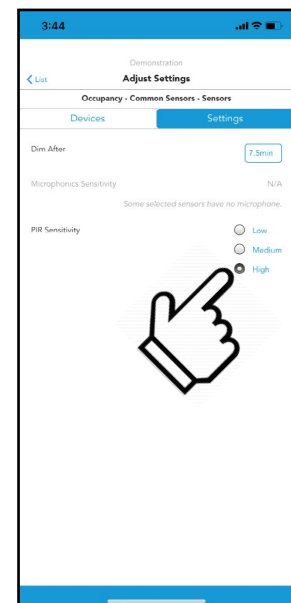 3:44
Demonstration
List
Adjust Settings
Occupancy - Common Sensors - Sensors
Devices Settings
Dim After 7.5min
Microphonics Sensitivity N/A
Some selected sensors have no microphone.
PIR Sensitivity Low
Medium
High